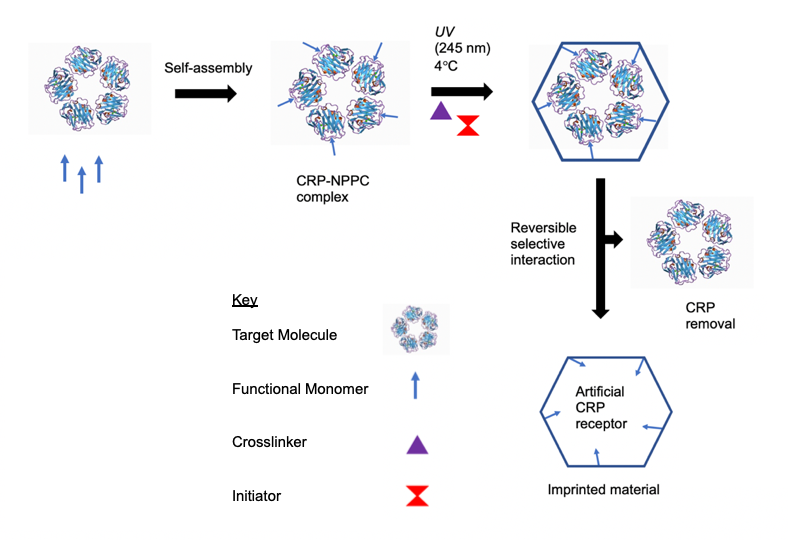 Self-assembly
UV
(245 nm)
4°C
CRP-NPPC
complex
Reversible
selective
interaction
CRP
removal
Key
Target Molecule
Functional Monomer
Crosslinker
Initiator
Artificial
CRP
receptor
Imprinted material